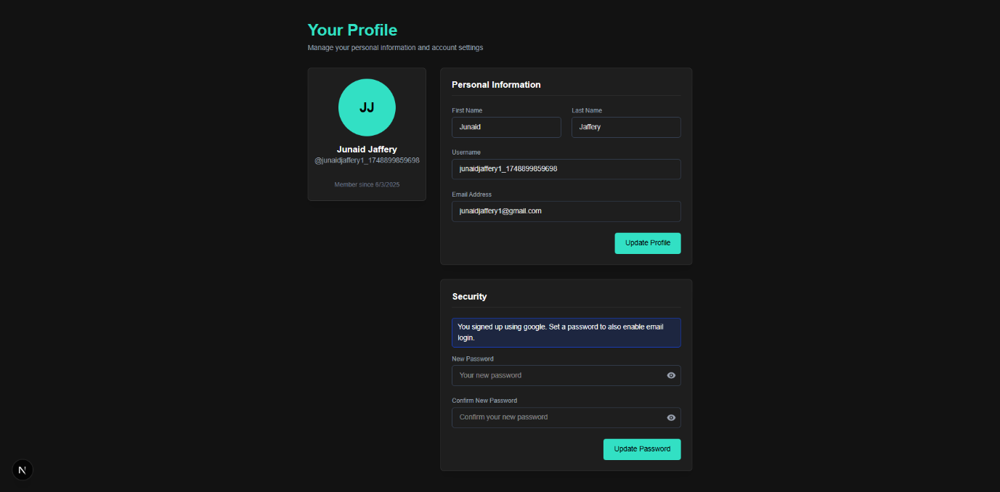 Your Profile
Manage your personal information and account settings
JJ
Junaid Jaffery
@junaidjaffery1_1748899859698
Member since 6/3/2025
Personal Information
First Name
Last Name
Junaid
Jaffery
Username
junaidjaffery1_1748899859698
Email Address
junaidjaffery1@gmail.com
Update Profile
Security
You signed up using google. Set a password to also enable email
login.
New Password
Your new password
Confirm New Password
Confirm your new password
Update Password
N